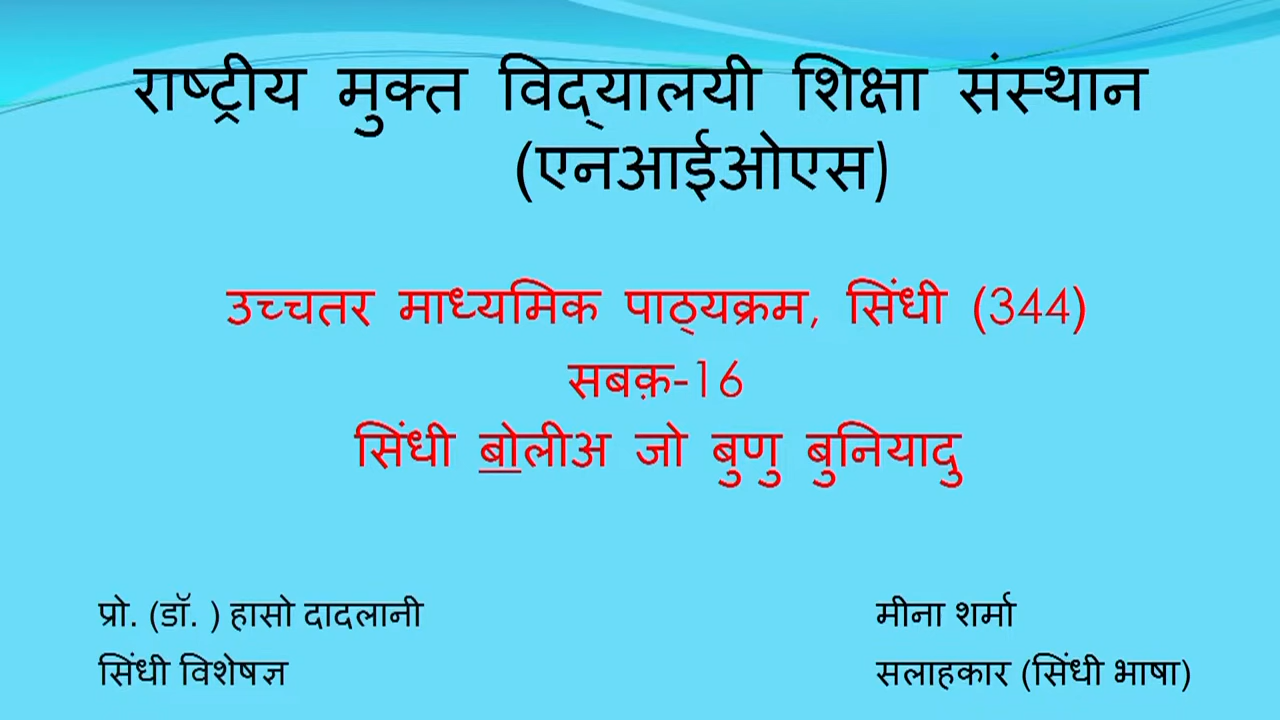 राष्ट्रीय मुक्त विद्यालयी शिक्षा संस्थान
(एनआईओएस)
उच्चतर माध्यमिक पाठ्यक्रम, सिंधी (344)
सबक़-16
सिंधी बो॒लीअ जो बुणु बुनियादु
प्रो. (डॉ. ) हासो दादलानी
मीना शर्मा
सिंधी विशेषज्ञ
सलाहकार (सिंधी भाषा)